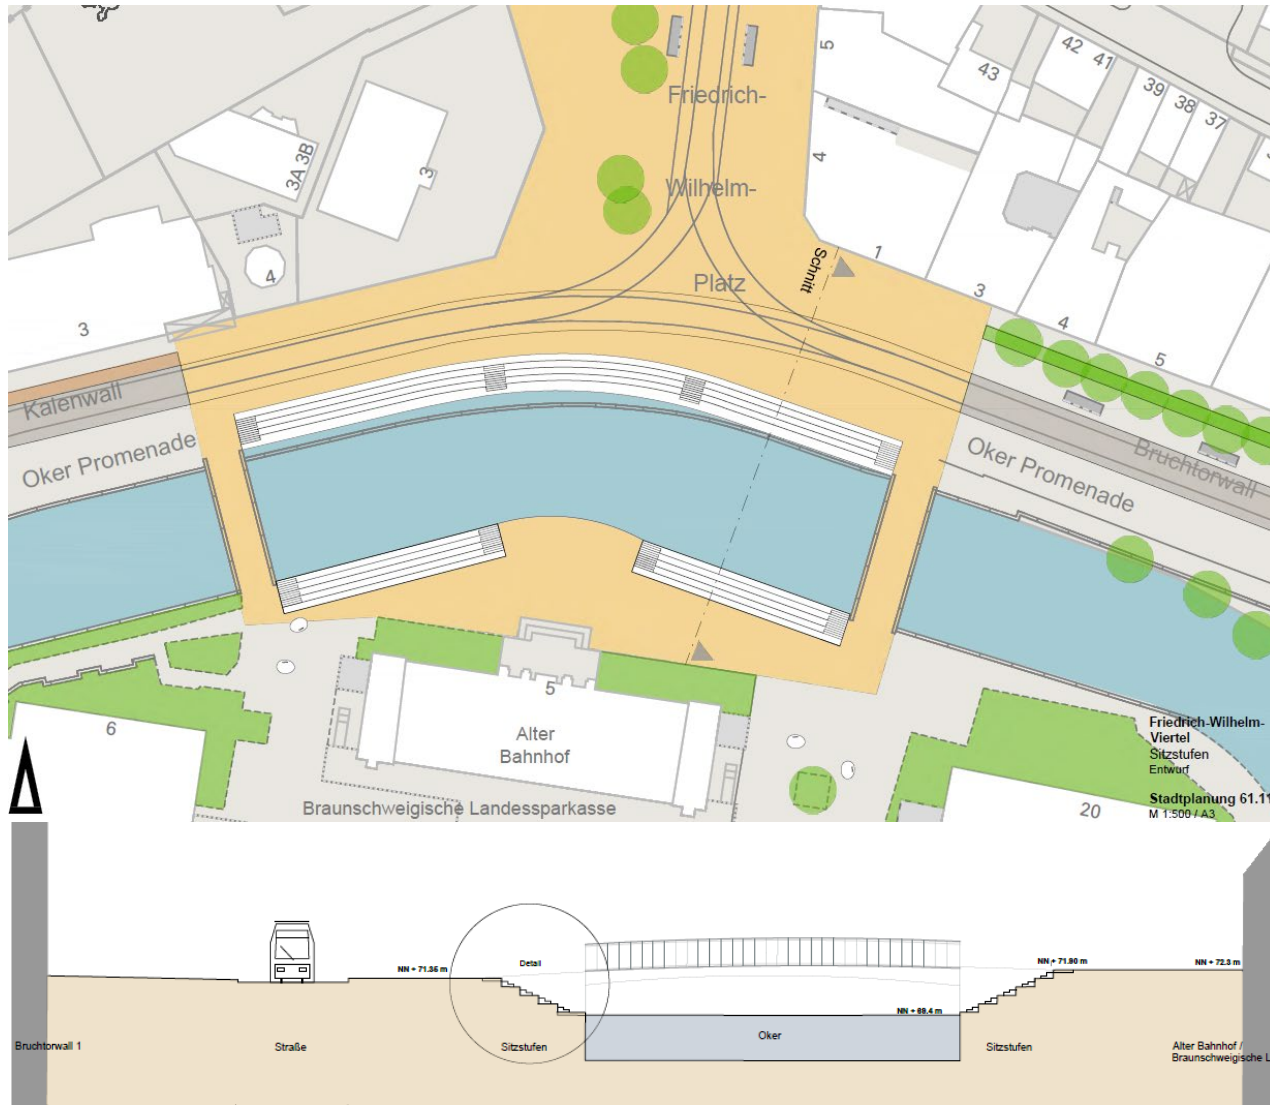 5
42
41
43
39
38
37
Friedrich-
3A 3B
3
4
Wilhelm-
Schnitt
1
Platz
4
3
3
4
5
Kalenwall
Oker Promenade
Oker Promenade
Bruchtorwall
6
5
Alter
Bahnhof
Braunschweigische Landessparkasse
20
Friedrich-Wilhelm-
Viertel
Sitzstufen
Entwurf
Stadtplanung 61.11
M 1:500 / A3
NN + 71.35 m
Detail
NN + 71.90 m
NN + 72.3 m
NN + 68.4 m
Bruchtorwall 1
Straße
Sitzstufen
Oker
Sitzstufen
Alter Bahnhof /
Braunschweigische L